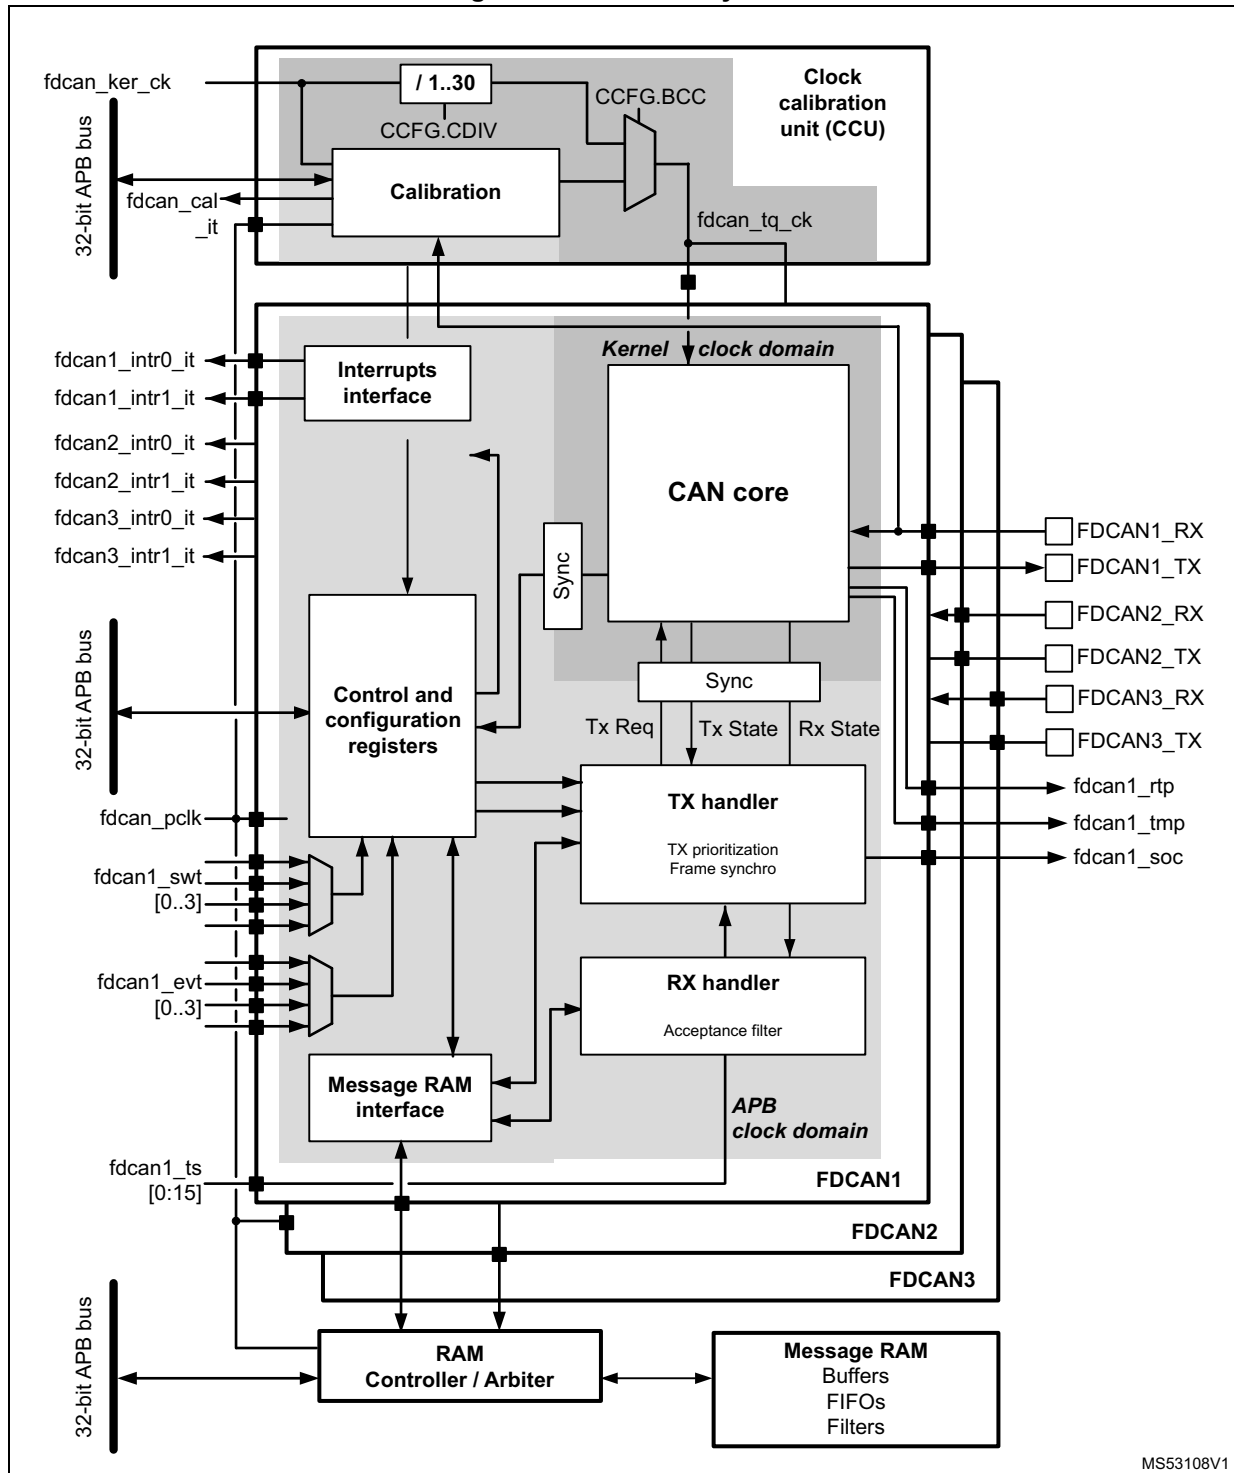 fdcan_ker_ck
/ 1..30
CCFG.BCC
Clock
calibration
unit (CCU)
CCFG.CDIV
32-bit APB bus
Calibration
fdcan_cal
_it
fdcan_tq_ck
fdcan1_intr0_it
fdcan1_intr1_it
fdcan2_intr0_it
fdcan2_intr1_it
fdcan3_intr0_it
fdcan3_intr1_it
Interrupts
interface
Kernel clock domain
CAN core
Sync
Sync
FDCAN1_RX
FDCAN1_TX
FDCAN2_RX
FDCAN2_TX
FDCAN3_RX
FDCAN3_TX
32-bit APB bus
Control and
configuration
registers
Tx Req
Tx State
Rx State
TX handler
TX prioritization
Frame synchro
fdcan1_rtp
fdcan1_tmp
fdcan1_soc
fdcan_pclk
fdcan1_swt
[0..3]
fdcan1_evt
[0..3]
RX handler
Acceptance filter
Message RAM
interface
APB
clock domain
fdcan1_ts
[0:15]
FDCAN1
FDCAN2
FDCAN3
32-bit APB bus
RAM
Controller / Arbiter
Message RAM
Buffers
FIFOs
Filters
MS53108V1